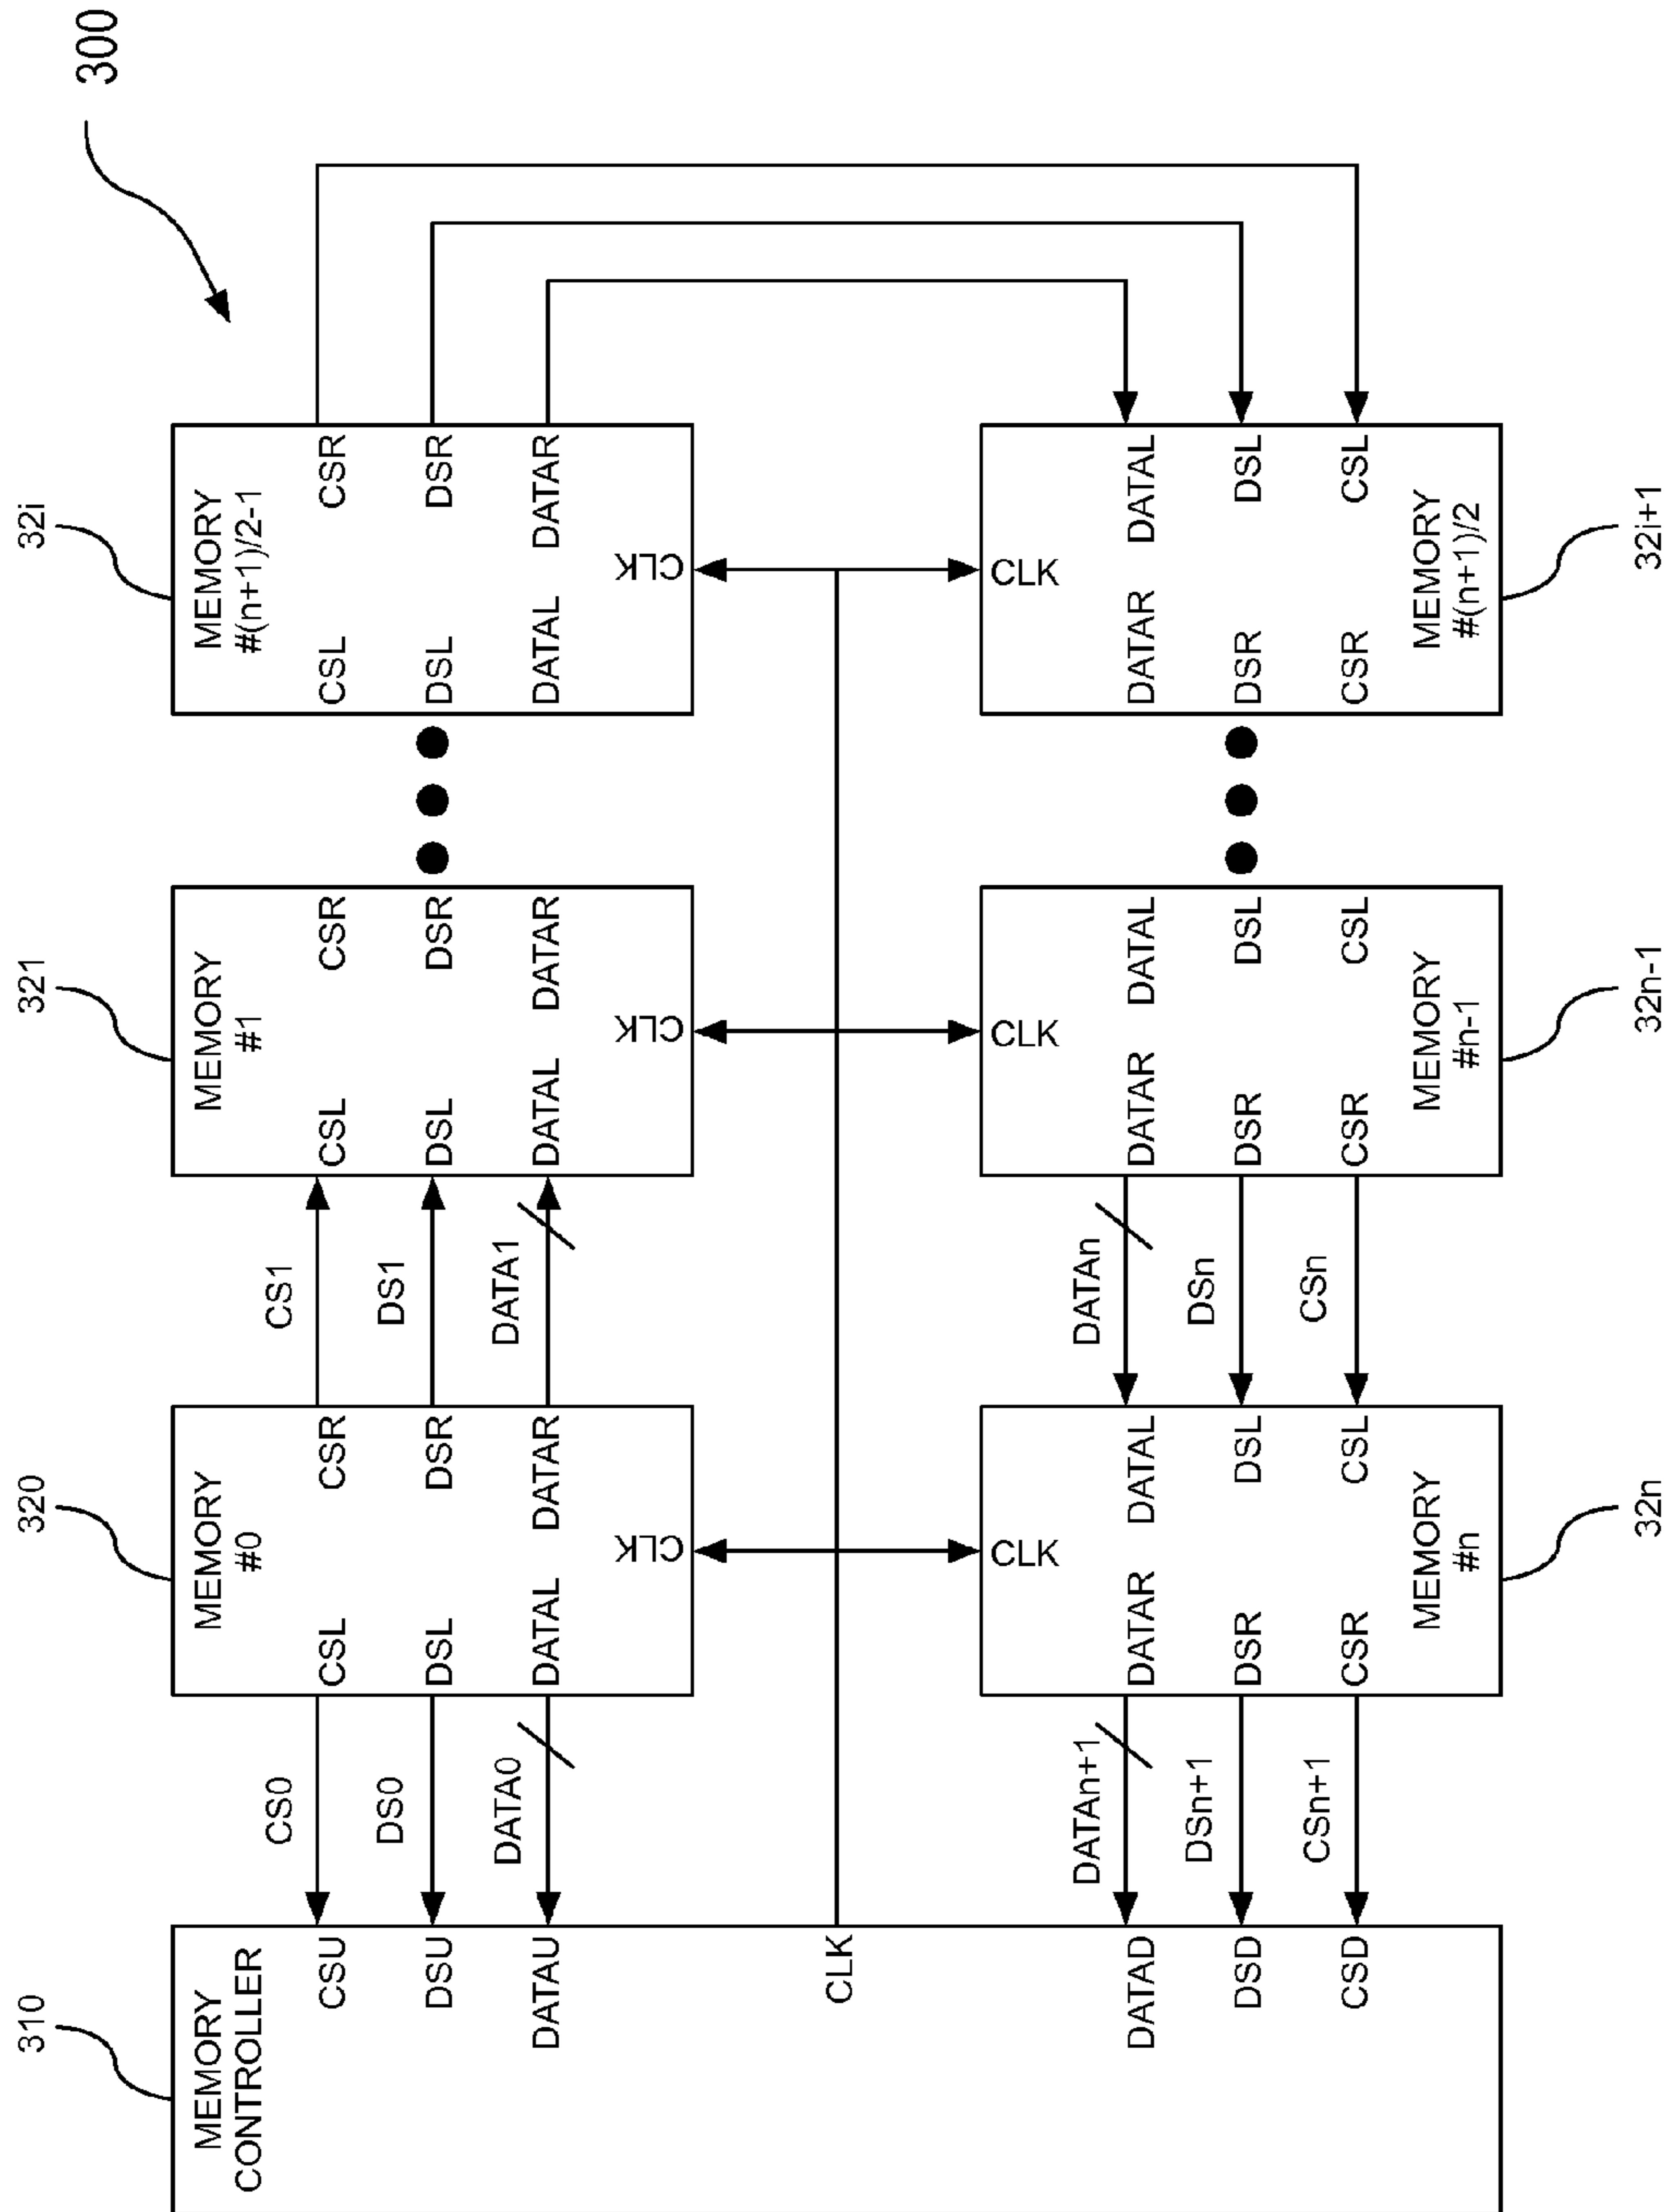 300
310
320
321
32i
MEMORY
CONTROLLER
CSU
DSU
DATAU
CLK
DATAD
DSD
CSD
CS0
DS0
DATA0
MEMORY
#0
CSL CSR
DSL DSR
DATAL DATAR
CLK
CS1
DS1
DATA1
MEMORY
#1
CSL CSR
DSL DSR
DATAL DATAR
CLK
MEMORY
#(n+1)/2-1
CSL CSR
DSL DSR
DATAL DATAR
CLK
DATAn+1
DSn+1
CSn+1
CLK
DATAR DATAL
DSR DSL
CSR CSL
MEMORY
#n
DATAn
DSn
CSn
CLK
DATAR DATAL
DSR DSL
CSR CSL
MEMORY
#n-1
CLK
DATAR DATAL
DSR DSL
CSR CSL
MEMORY
#(n+1)/2
32n
32n-1
32i+1